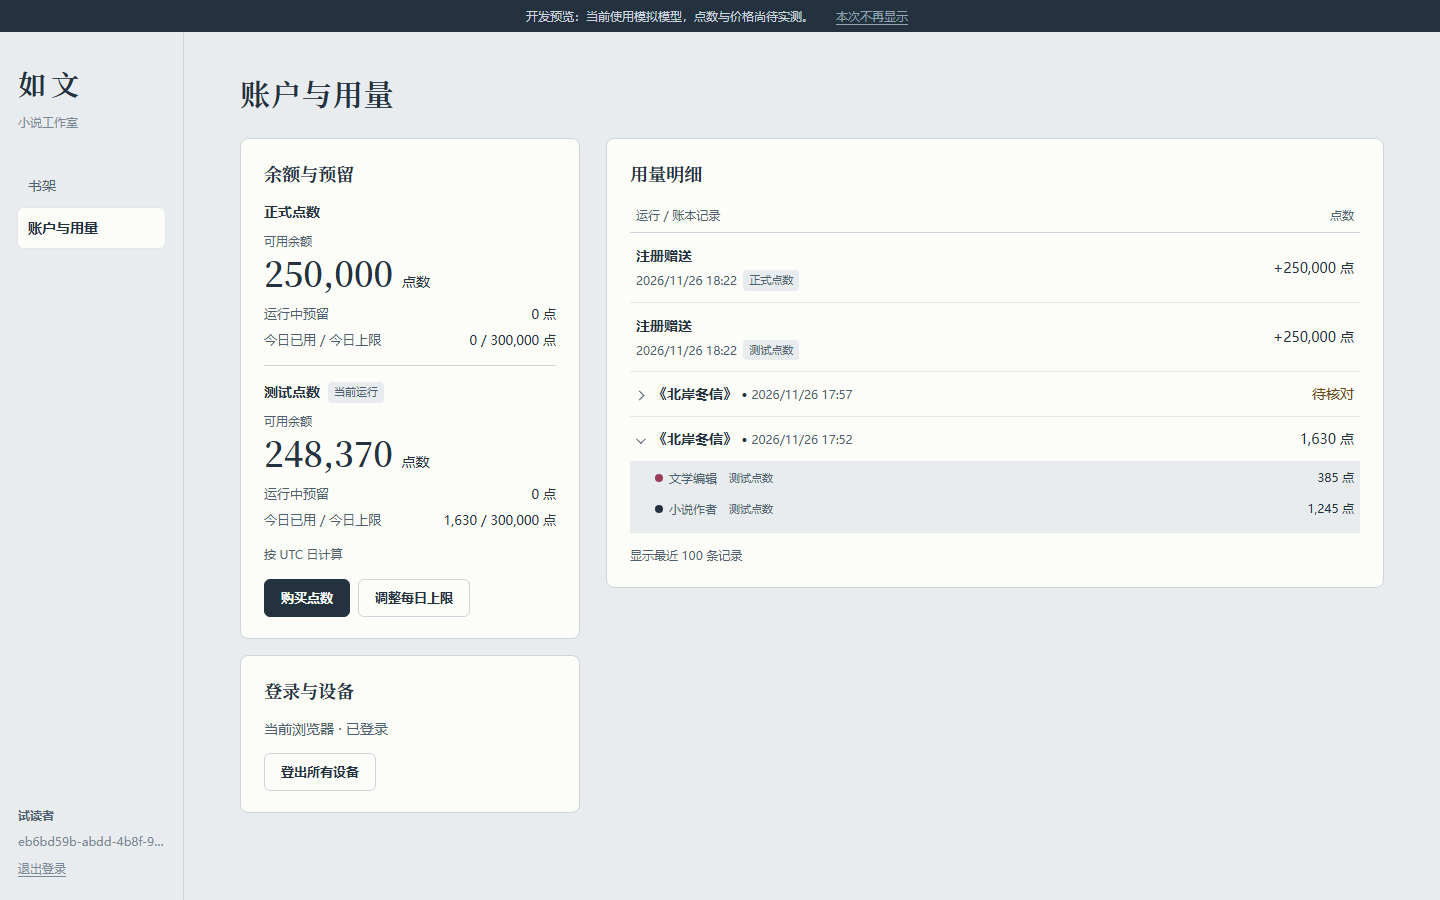 开发预览：当前使用模拟模型，点数与价格尚待实测。 本次不再显示
如文
小说工作室
书架
账户与用量
试读者
eb6bd59b-abdd-4b8f-9...
退出登录
账户与用量
余额与预留
正式点数
可用余额
250,000 点数
运行中预留 0 点
今日已用 / 今日上限 0 / 300,000 点
测试点数 当前运行
可用余额
248,370 点数
运行中预留 0 点
今日已用 / 今日上限 1,630 / 300,000 点
按 UTC 日计算
购买点数 调整每日上限
登录与设备
当前浏览器 · 已登录
登出所有设备
用量明细
运行 / 账本记录 点数
注册赠送
2026/11/26 18:22 正式点数 +250,000 点
注册赠送
2026/11/26 18:22 测试点数 +250,000 点
《北岸冬信》 • 2026/11/26 17:57 待核对
《北岸冬信》 • 2026/11/26 17:52 1,630 点
文学编辑 测试点数 385 点
小说作者 测试点数 1,245 点
显示最近 100 条记录